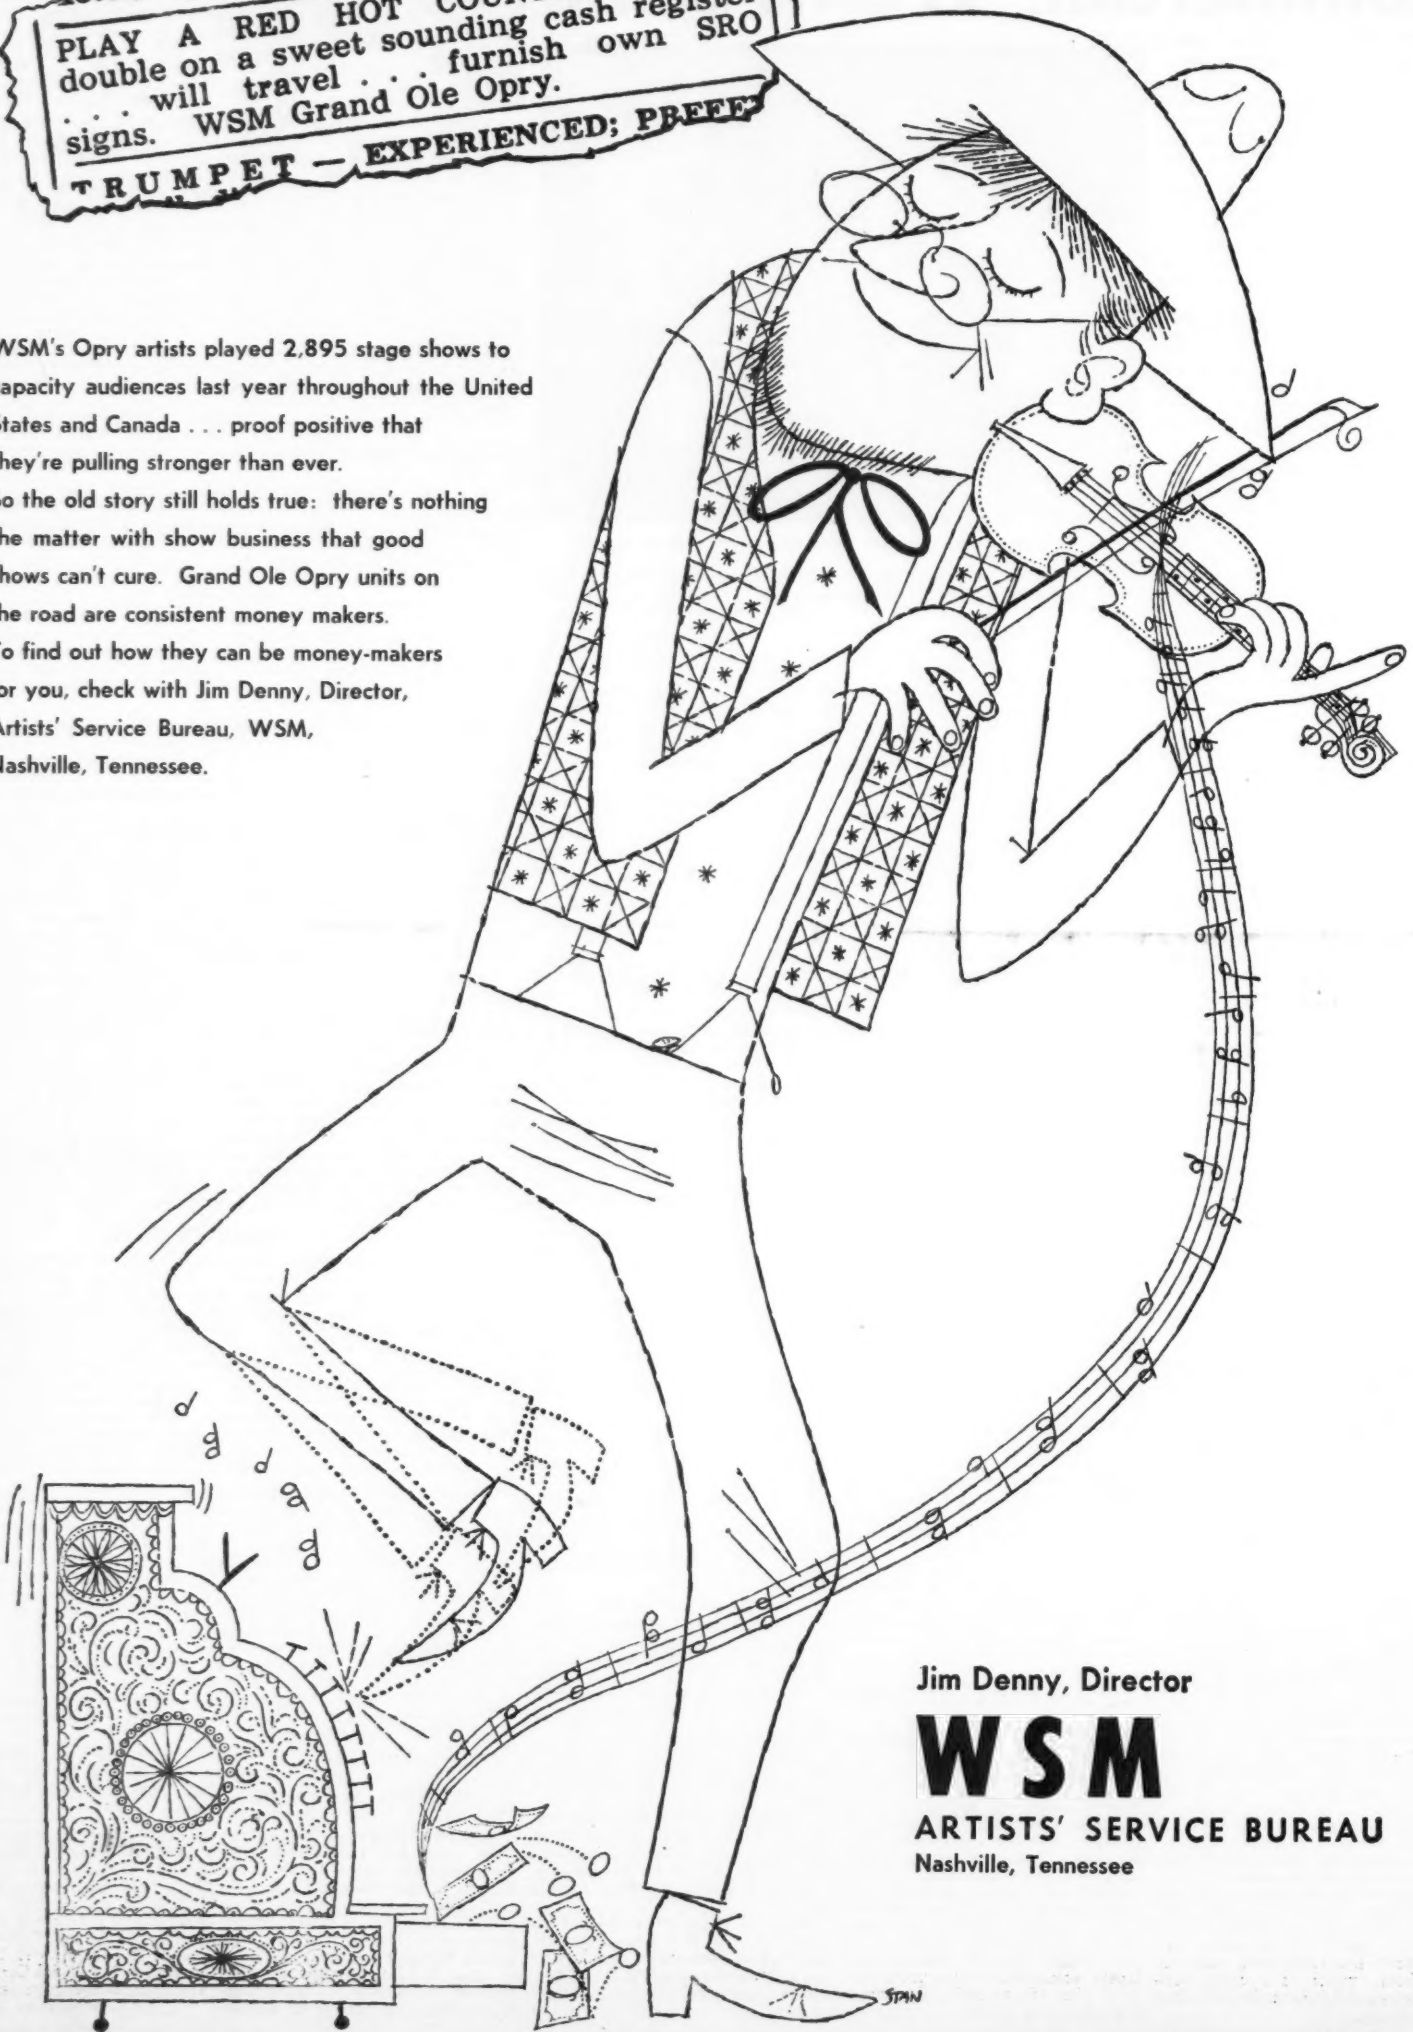 PLAY A RED HOT
double on a sweet sounding cash register
. . . will travel . . . furnish own SRO
signs. WSM Grand Ole Opry.
TRUMPET — EXPERIENCED;
WSM's Opry artists played 2,895 stage shows to
apacity audiences last year throughout the United
States and Canada . . . proof positive that
hey're pulling stronger than ever.
o the old story still holds true: there's nothing
he matter with show business that good
hows can't cure. Grand Ole Opry units on
he road are consistent money makers.
o find out how they can be money-makers
or you, check with Jim Denny, Director,
Artists' Service Bureau, WSM,
Nashville, Tennessee.
Jim Denny, Director
WSM
ARTISTS' SERVICE BUREAU
Nashville, Tennessee
STAN